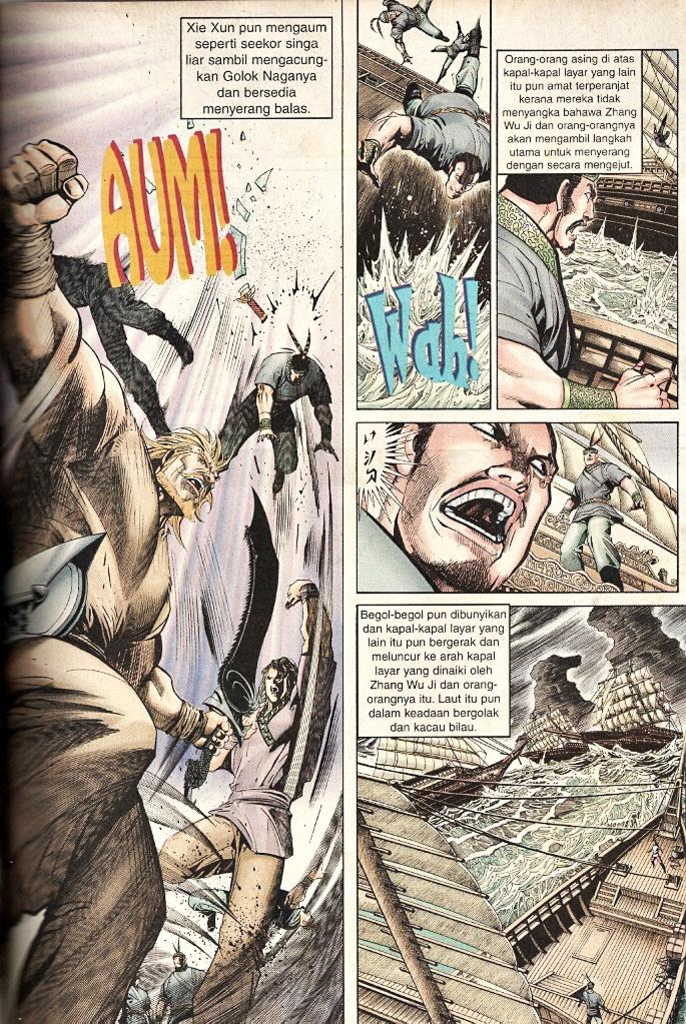 Xie Xun pun mengaum
seperti seekor singa
liar sambil mengacung-
kan Golok Naganya
dan bersedia
menyerang balas.
AUM!
Wah!
Orang-orang asing di atas
kapal-kapal layar yang lain
itu pun amat terperanjat
kerana mereka tidak
menyangka bahawa Zhang
Wu Ji dan orang-orangnya
akan mengambil langkah
utama untuk menyerang
dengan secara mengejut.
Begol-begol pun dibunyikan
dan kapal-kapal layar yang
lain itu pun bergerak dan
meluncur ke arah kapal
layar yang dinaiki oleh
Zhang Wu Ji dan orang-
orangnya itu. Laut itu pun
dalam keadaan bergolak
dan kacau bilau.